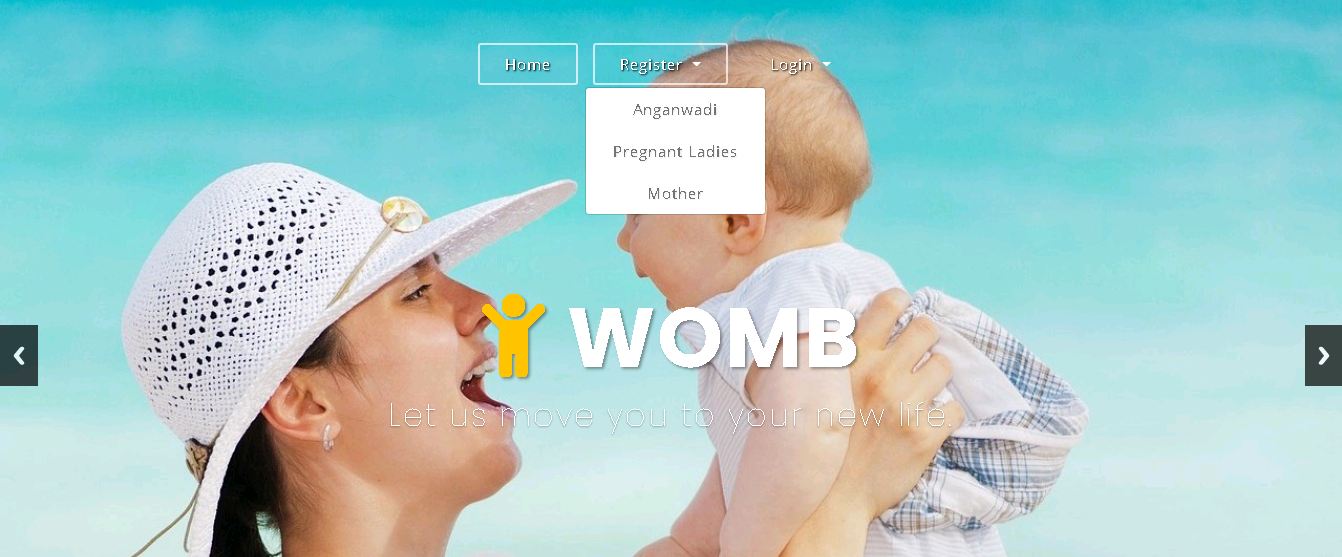 Home
Register
Login
Anganwadi
Pregnant Ladies
Mother
WOMB
Let us move you to your new life.